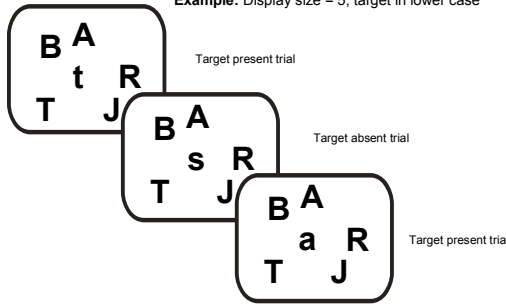 Example: Display size = 5, target in lower case
B A
t R
T J
Target present trial
B A
s R
T J
Target absent trial
B A
a R
T J
Target present tria